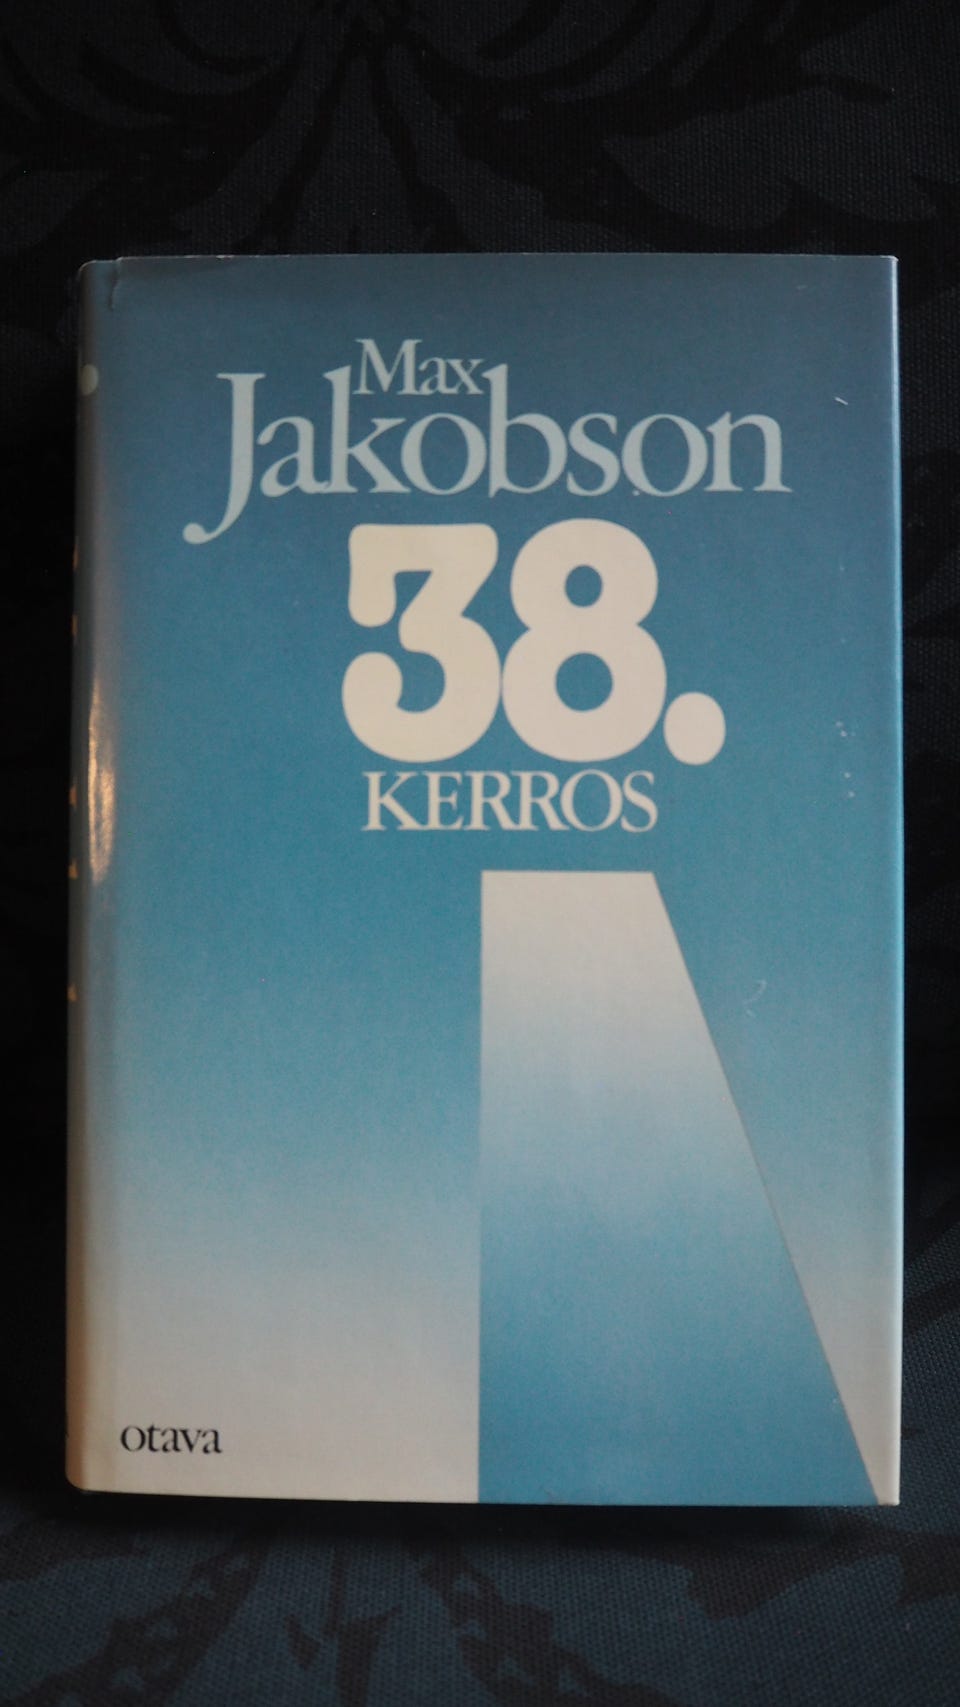 Max
Jakobson
38.
KERROS
otava